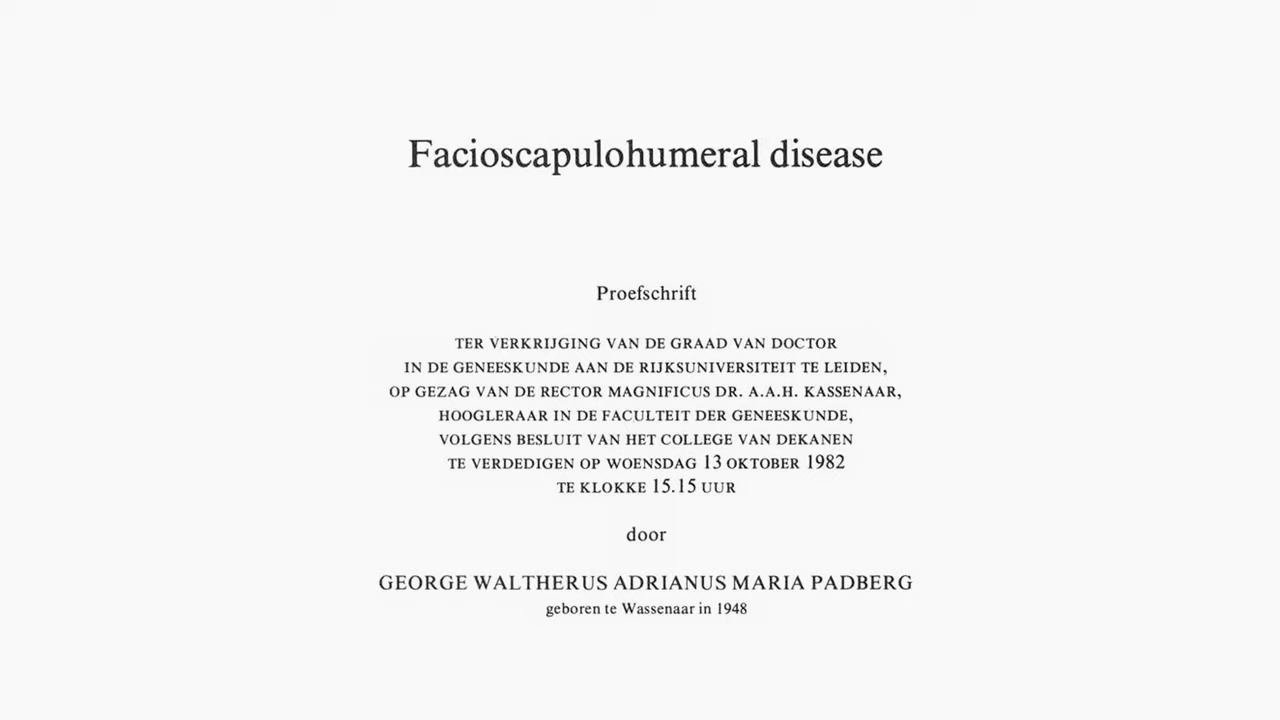 Facioscapulohumeral disease
Proefschrift
TER VERKRIJGING VAN DE GRAAD VAN DOCTOR
IN DE GENEESKUNDE AAN DE RIJKSUNIVERSITEIT TE LEIDEN,
OP GEZAG VAN DE RECTOR MAGNIFICUS DR. A.A.H. KASSENAAR,
HOOGLERAAR IN DE FACULTEIT DER GENEESKUNDE,
VOLGENS BESLUIT VAN HET COLLEGE VAN DEKANEN
TE VERDEDIGEN OP WOENSDAG 13 OKTOBER 1982
TE KLOKKE 15.15 UUR
door
GEORGE WALTHERUS ADRIANUS MARIA PADBERG
geboren te Wassenaar in 1948